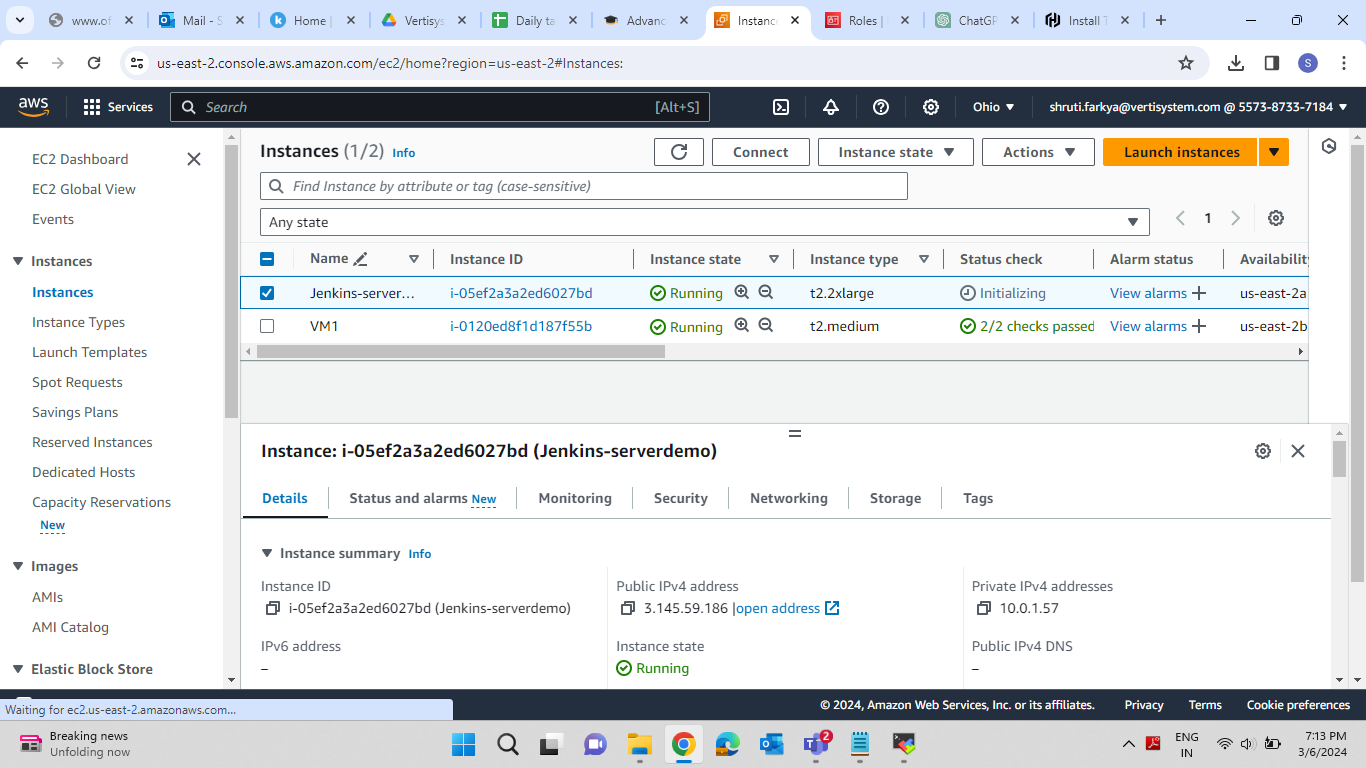 www.of
Mail - S
Home |
Vertisys
Daily ta
Advanc
Instanc
Roles |
ChatGP
Install T
us-east-2.console.aws.amazon.com/ec2/home?region=us-east-2#Instances:
S
aws
Services
Search
[Alt+S]
Ohio
shruti.farkya@vertisystem.com @ 5573-8733-7184
EC2 Dashboard
EC2 Global View
Events
Instances
Instances
Instance Types
Launch Templates
Spot Requests
Savings Plans
Reserved Instances
Dedicated Hosts
Capacity Reservations
New
Images
AMIs
AMI Catalog
Elastic Block Store
Instances (1/2) Info
Connect
Instance state
Actions
Launch instances
Find Instance by attribute or tag (case-sensitive)
Any state
1
Name Instance ID Instance state Instance type Status check Alarm status Availability
Jenkins-server... i-05ef2a3a2ed6027bd Running t2.2xlarge Initializing View alarms us-east-2a
VM1 i-0120ed8f1d187f55b Running t2.medium 2/2 checks passed View alarms us-east-2b
Instance: i-05ef2a3a2ed6027bd (Jenkins-serverdemo)
Details Status and alarms New Monitoring Security Networking Storage Tags
Instance summary Info
Instance ID
i-05ef2a3a2ed6027bd (Jenkins-serverdemo)
Public IPv4 address
3.145.59.186 |open address
Private IPv4 addresses
10.0.1.57
IPv6 address
–
Instance state
Running
Public IPv4 DNS
–
Waiting for ec2.us-east-2.amazonaws.com...
© 2024, Amazon Web Services, Inc. or its affiliates. Privacy Terms Cookie preferences
Breaking news
Unfolding now
2
ENG
IN
7:13 PM
3/6/2024